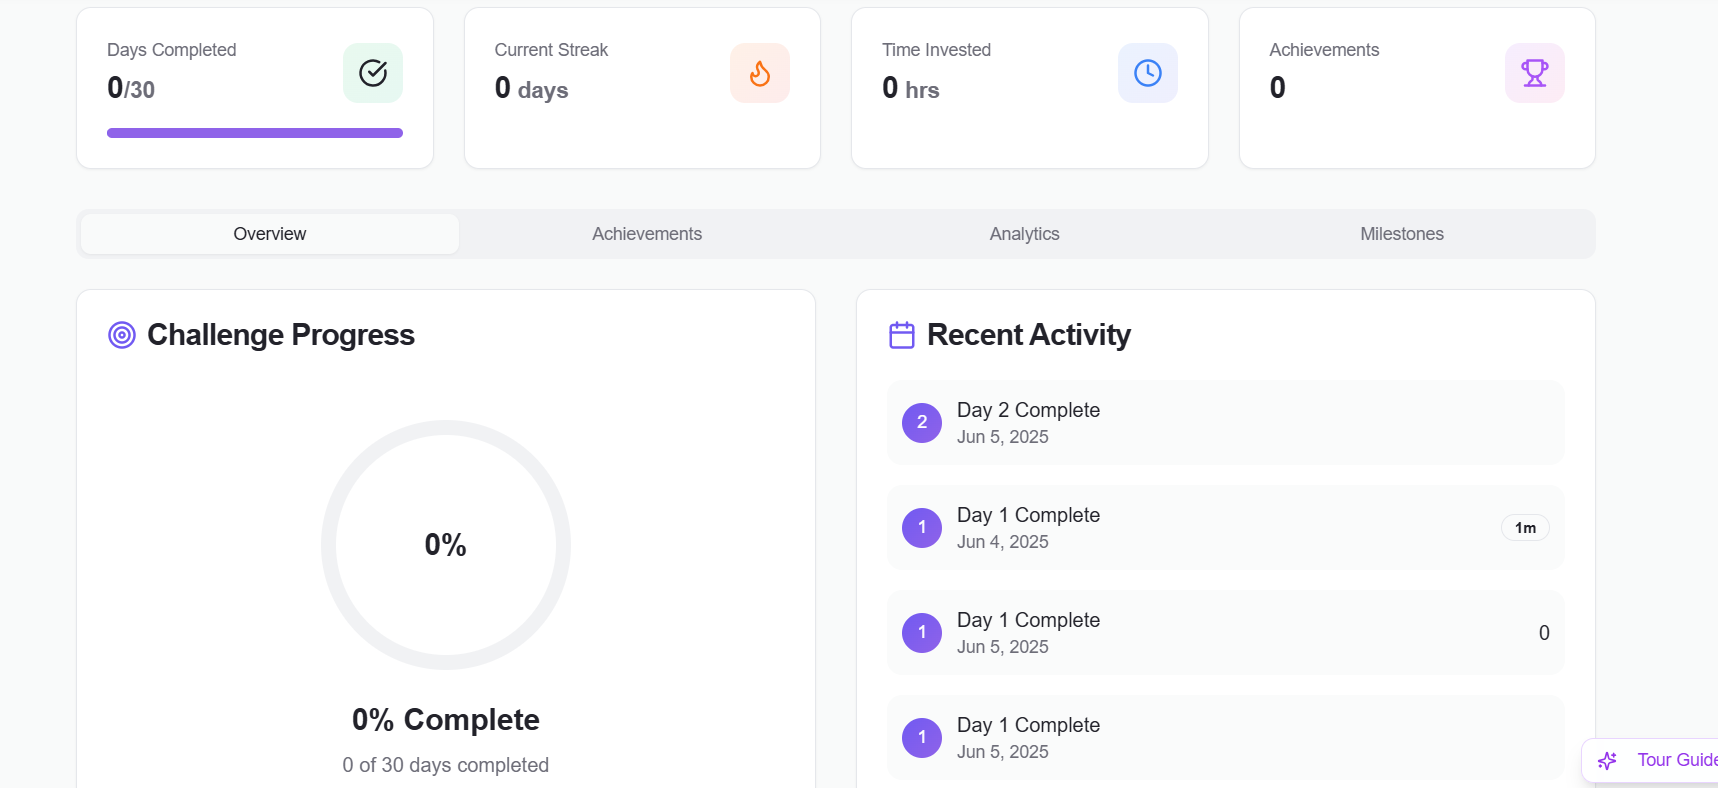 Days Completed
0/30
Current Streak
0 days
Time Invested
0 hrs
Achievements
0
Overview
Achievements
Analytics
Milestones
Challenge Progress
0%
0% Complete
0 of 30 days completed
Recent Activity
2
Day 2 Complete
Jun 5, 2025
1
Day 1 Complete
Jun 4, 2025
1m
1
Day 1 Complete
Jun 5, 2025
0
1
Day 1 Complete
Jun 5, 2025
Tour Guide